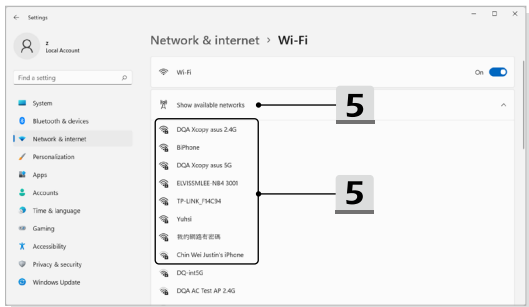 Settings
z
Local Account
Find a setting
System
Bluetooth & devices
Network & internet
Personalization
Apps
Accounts
Time & language
Gaming
Accessibility
Privacy & security
Windows Update
Network & internet > Wi-Fi
Wi-Fi
On
Show available networks
5
DQA Xcopy asus 2.4G
BiPhone
DQA Xcopy asus 5G
ELVISSMLEE-NB4 3001
TP-LINK_F14C94
Yuhsi
我的網路有密碼
Chin Wei Justin's iPhone
5
DQ-int5G
DQA AC Test AP 2.4G